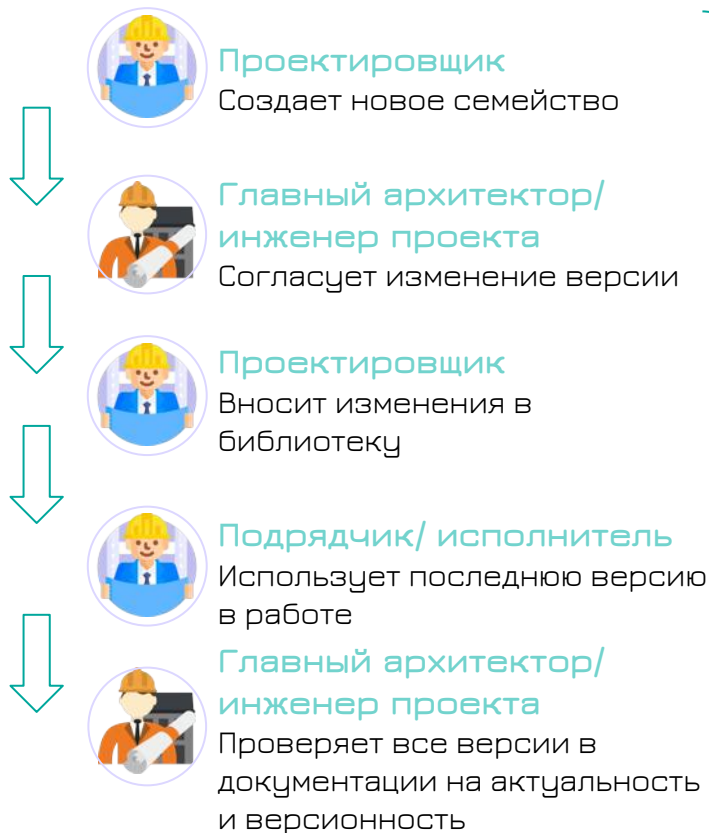 Проектировщик
Создает новое семейство
Главный архитектор/
инженер проекта
Согласует изменение версии
Проектировщик
Вносит изменения в
библиотеку
Подрядчик/ исполнитель
Использует последнюю версию
в работе
Главный архитектор/
инженер проекта
Проверяет все версии в
документации на актуальность
и версионность